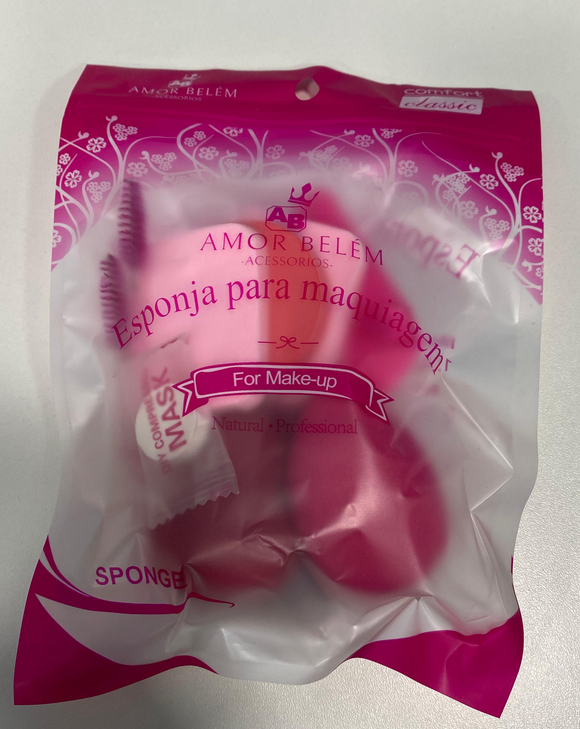 AB
AMOR BELÉM
ACESSORIOS
comfort
classic
AB
AMOR BELÉM
-ACESSORIOS-
Esponja para maquiagem
For Make-up
Natural • Professional
MASK
SPONGE